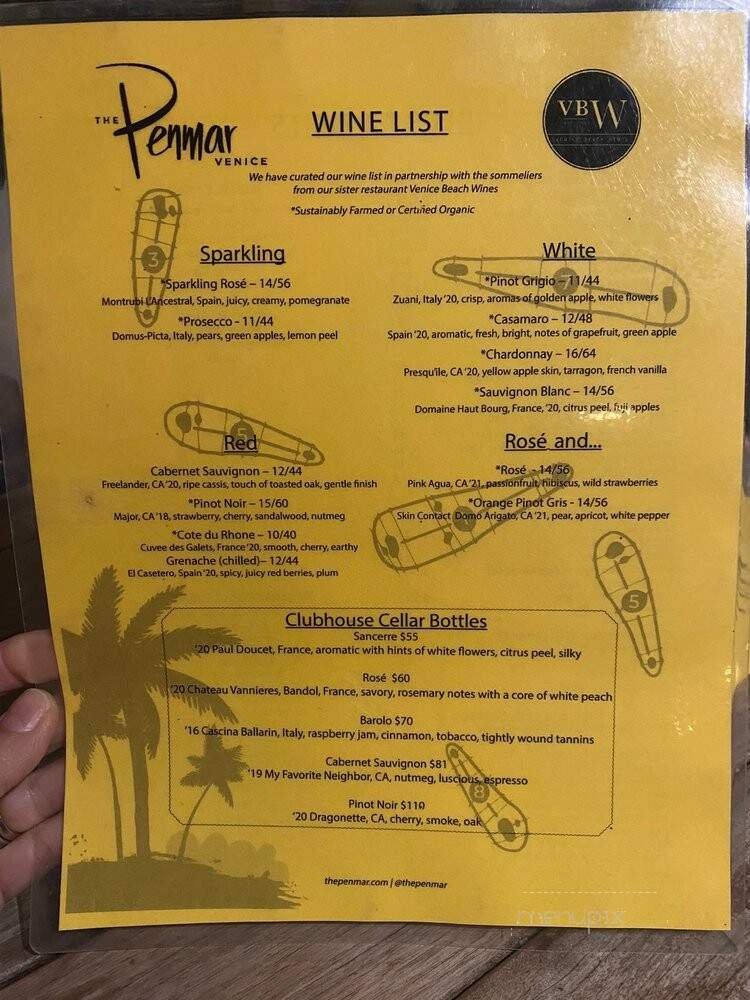 THE Penmar VENICE
WINE LIST
VBW
We have curated our wine list in partnership with the sommeliers
from our sister restaurant Venice Beach Wines
*Sustainably Farmed or Certified Organic
3
Sparkling
*Sparkling Rosé – 14/56
Montrubi L'Ancestral, Spain, juicy, creamy, pomegranate
*Prosecco - 11/44
Domus-Picta, Italy, pears, green apples, lemon peel
White
*Pinot Grigio – 11/44
Zuani, Italy '20, crisp, aromas of golden apple, white flowers
*Casamaro – 12/48
Spain '20, aromatic, fresh, bright, notes of grapefruit, green apple
*Chardonnay – 16/64
Presqu'ile, CA '20, yellow apple skin, tarragon, french vanilla
*Sauvignon Blanc – 14/56
Domaine Haut Bourg, France, '20, citrus peel, fuji apples
Red
Cabernet Sauvignon – 12/44
Freelander, CA '20, ripe cassis, touch of toasted oak, gentle finish
*Pinot Noir – 15/60
Major, CA '18, strawberry, cherry, sandalwood, nutmeg
*Cote du Rhone – 10/40
Cuvee des Galets, France '20, smooth, cherry, earthy
Grenache (chilled)– 12/44
El Casetero, Spain '20, spicy, juicy red berries, plum
Rosé and...
*Rosé - 14/56
Pink Agua, CA '21, passionfruit, hibiscus, wild strawberries
*Orange Pinot Gris - 14/56
Skin Contact Domo Arigato, CA '21, pear, apricot, white pepper
5
Clubhouse Cellar Bottles
Sancerre $55
'20 Paul Doucet, France, aromatic with hints of white flowers, citrus peel, silky
Rosé $60
'20 Chateau Vannieres, Bandol, France, savory, rosemary notes with a core of white peach
Barolo $70
'16 Cascina Ballarin, Italy, raspberry jam, cinnamon, tobacco, tightly wound tannins
Cabernet Sauvignon $81
'19 My Favorite Neighbor, CA, nutmeg, luscious, espresso
8
Pinot Noir $110
'20 Dragonette, CA, cherry, smoke, oak
thepenmar.com | @thepenmar
menupix